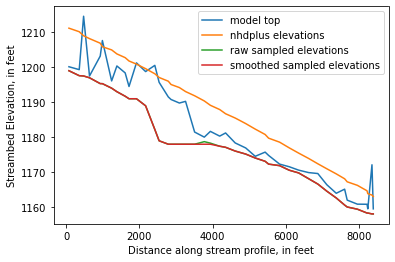 model top
nhdplus elevations
raw sampled elevations
smoothed sampled elevations
Streambed Elevation, in feet
1210
1200
1190
1180
1170
1160
0
2000
4000
6000
8000
Distance along stream profile, in feet